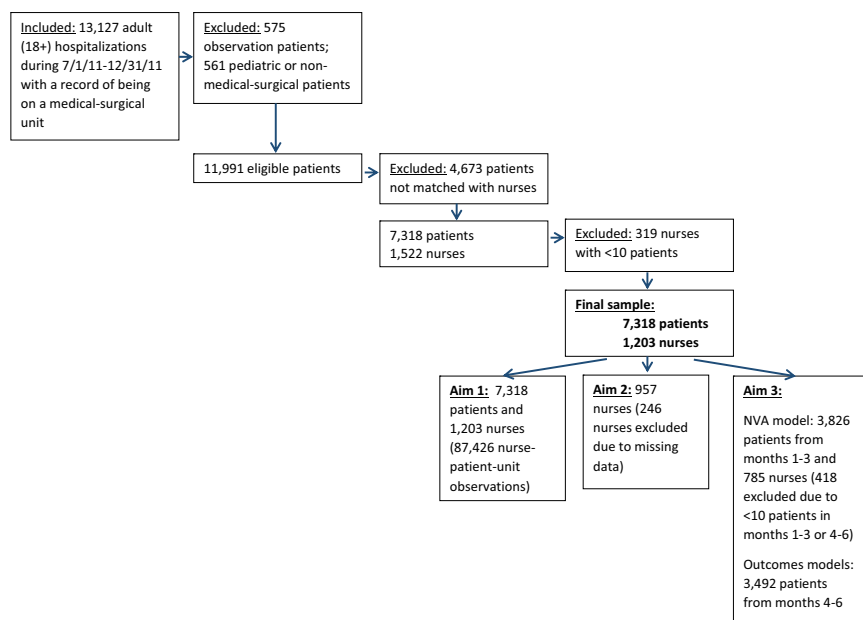 Included: 13,127 adult
(18+) hospitalizations
during 7/1/11-12/31/11
with a record of being
on a medical-surgical
unit
Excluded: 575
observation patients;
561 pediatric or non-
medical-surgical patients
11,991 eligible patients
Excluded: 4,673 patients
not matched with nurses
7,318 patients
1,522 nurses
Excluded: 319 nurses
with <10 patients
Final sample:
7,318 patients
1,203 nurses
Aim 1: 7,318
patients and
1,203 nurses
(87,426 nurse-
patient-unit
observations)
Aim 2: 957
nurses (246
nurses excluded
due to missing
data)
Aim 3:
NVA model: 3,826
patients from
months 1-3 and
785 nurses (418
excluded due to
<10 patients in
months 1-3 or 4-6)
Outcomes models:
3,492 patients
from months 4-6